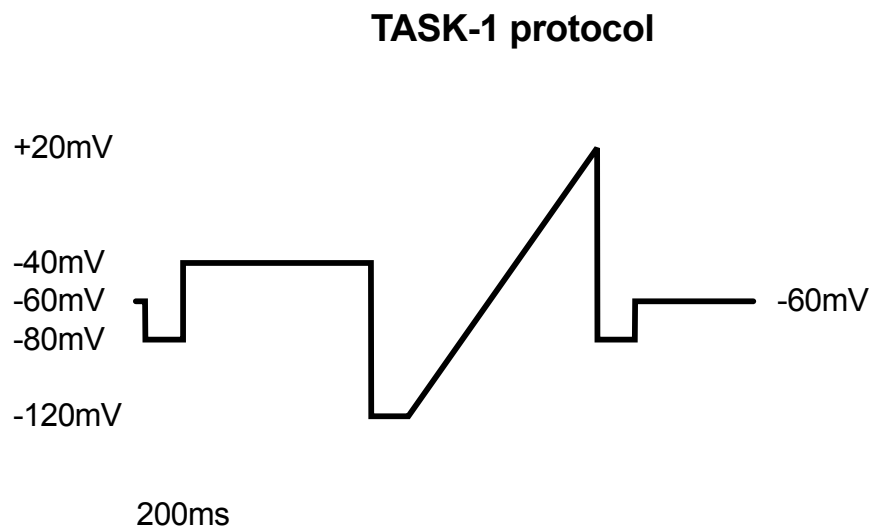 TASK-1 protocol
+20mV
-40mV
-60mV
-60mV
-80mV
-120mV
200ms